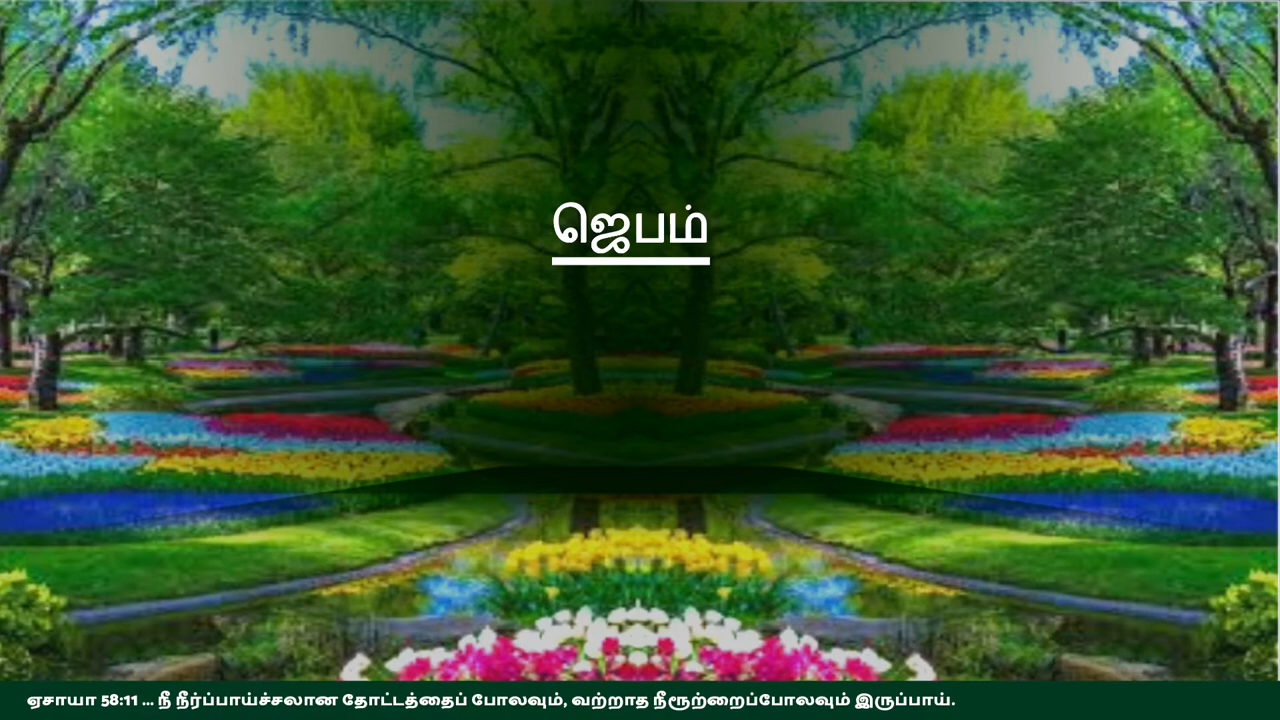 ஜெபம்
ஏசாயா 58:11 ... நீ நீர்ப்பாய்ச்சலான தோட்டத்தைப் போலவும், வற்றாத நீரூற்றைப்போலவும் இருப்பாய்.